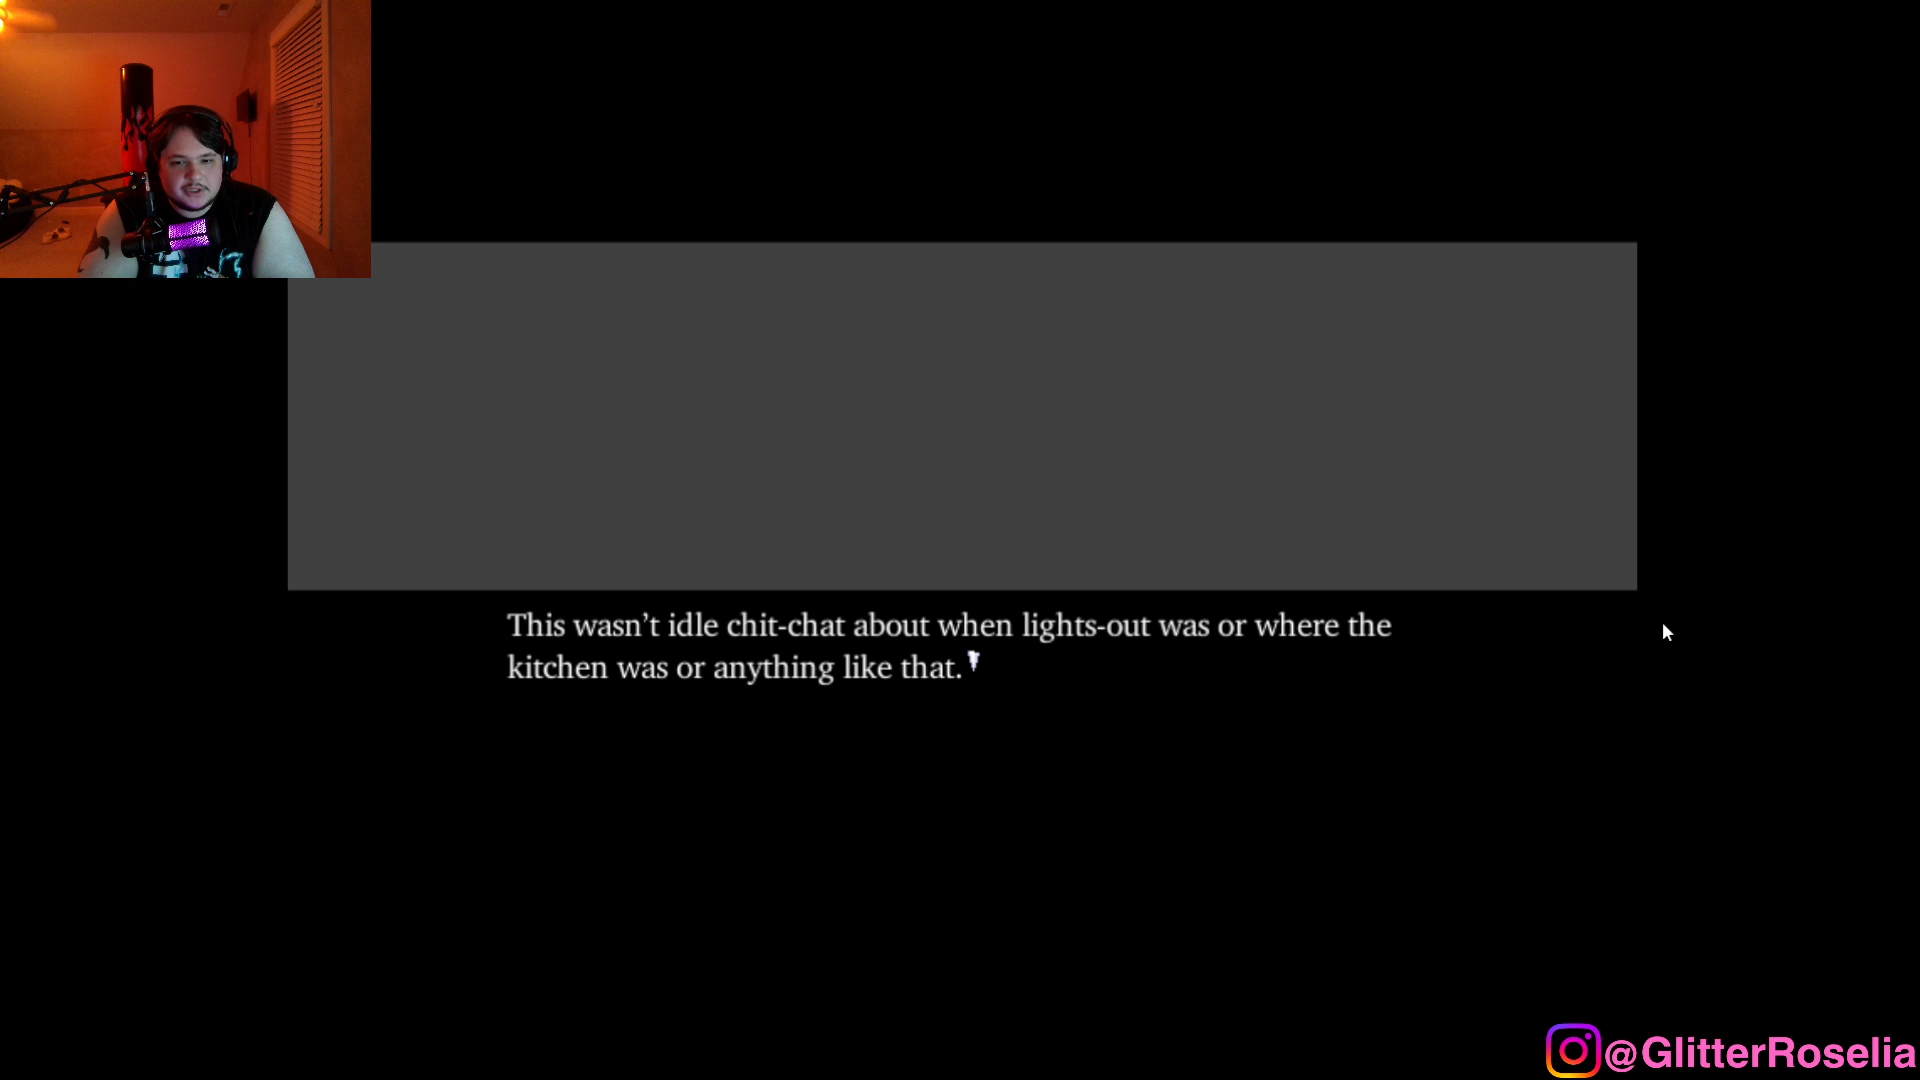 This wasn’t idle chit-chat about when lights-out was or where the
kitchen was or anything like that.
@GlitterRoselia